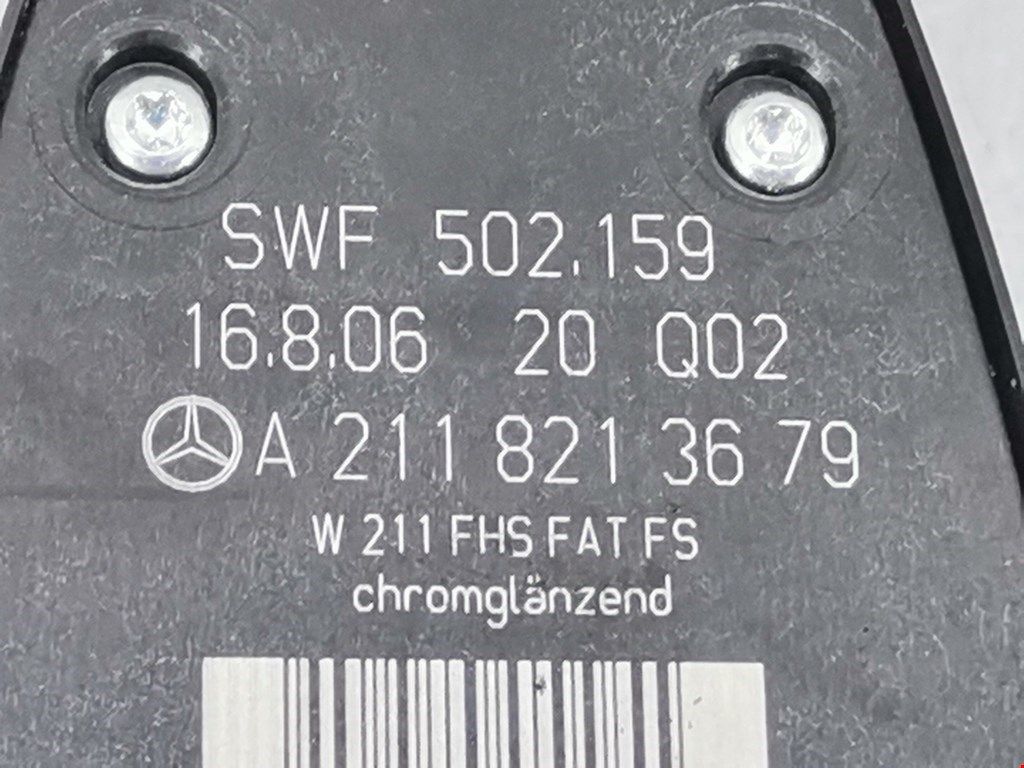 SWF 502.159
16.8.06 20 Q02
A 211 821 36 79
W 211 FHS FAT FS
chromglänzend